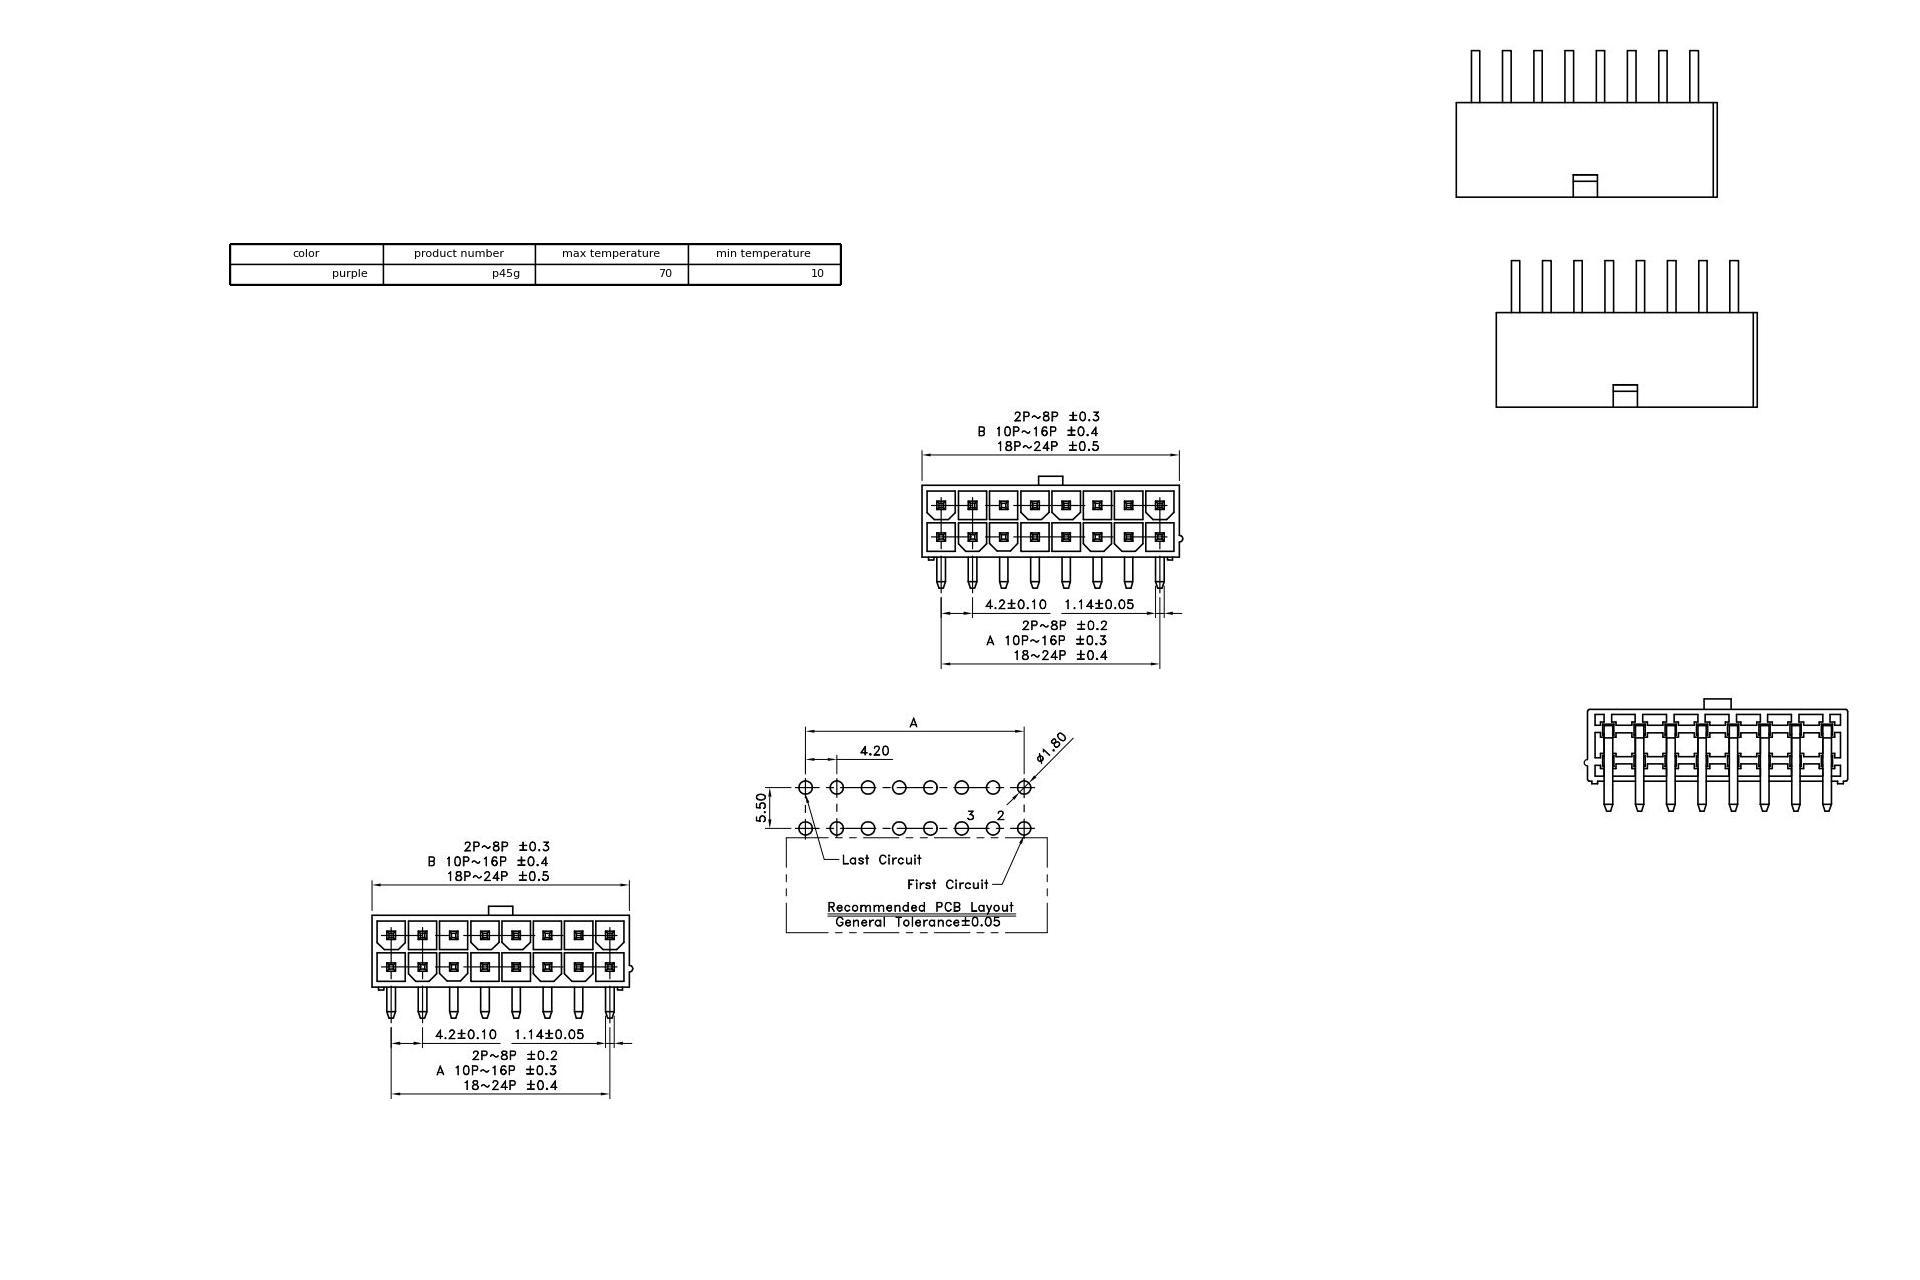 color product number max temperature min temperature
purple p45g 70 10
2P~8P ±0.3
B 10P~16P ±0.4
18P~24P ±0.5
4.2±0.10 1.14±0.05
2P~8P ±0.2
A 10P~16P ±0.3
18~24P ±0.4
A
4.20
ø1.80
5.50
3 2
Last Circuit
First Circuit
Recommended PCB Layout
General Tolerance±0.05
2P~8P ±0.3
B 10P~16P ±0.4
18P~24P ±0.5
4.2±0.10 1.14±0.05
2P~8P ±0.2
A 10P~16P ±0.3
18~24P ±0.4